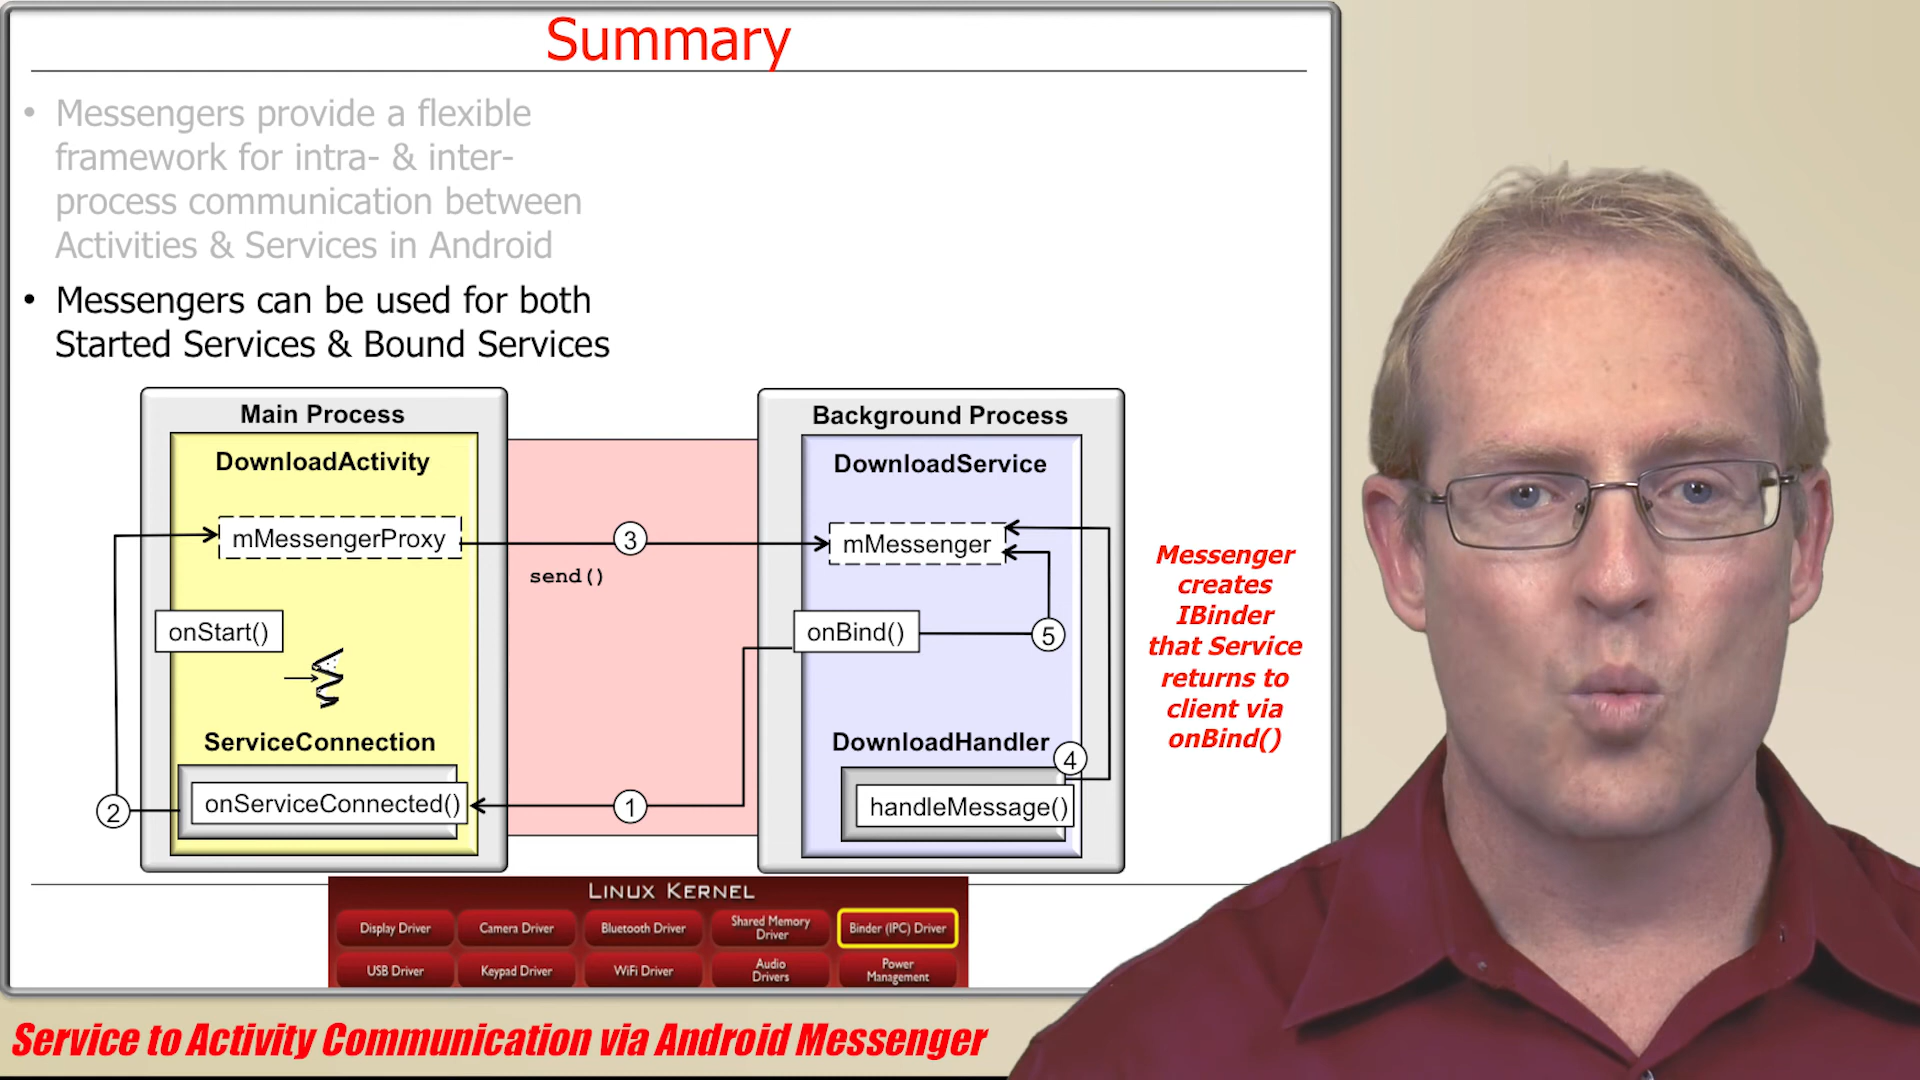 Summary
• Messengers provide a flexible
framework for intra- & inter-
process communication between
Activities & Services in Android
• Messengers can be used for both
Started Services & Bound Services
Main Process
DownloadActivity
mMessengerProxy
onStart()
ServiceConnection
onServiceConnected()
2
3
send()
1
Background Process
DownloadService
mMessenger
onBind()
5
DownloadHandler
4
handleMessage()
Messenger
creates
IBinder
that Service
returns to
client via
onBind()
LINUX KERNEL
Display Driver
Camera Driver
Bluetooth Driver
Shared Memory
Driver
Binder (IPC) Driver
USB Driver
Keypad Driver
WiFi Driver
Audio
Drivers
Power
Management
Service to Activity Communication via Android Messenger